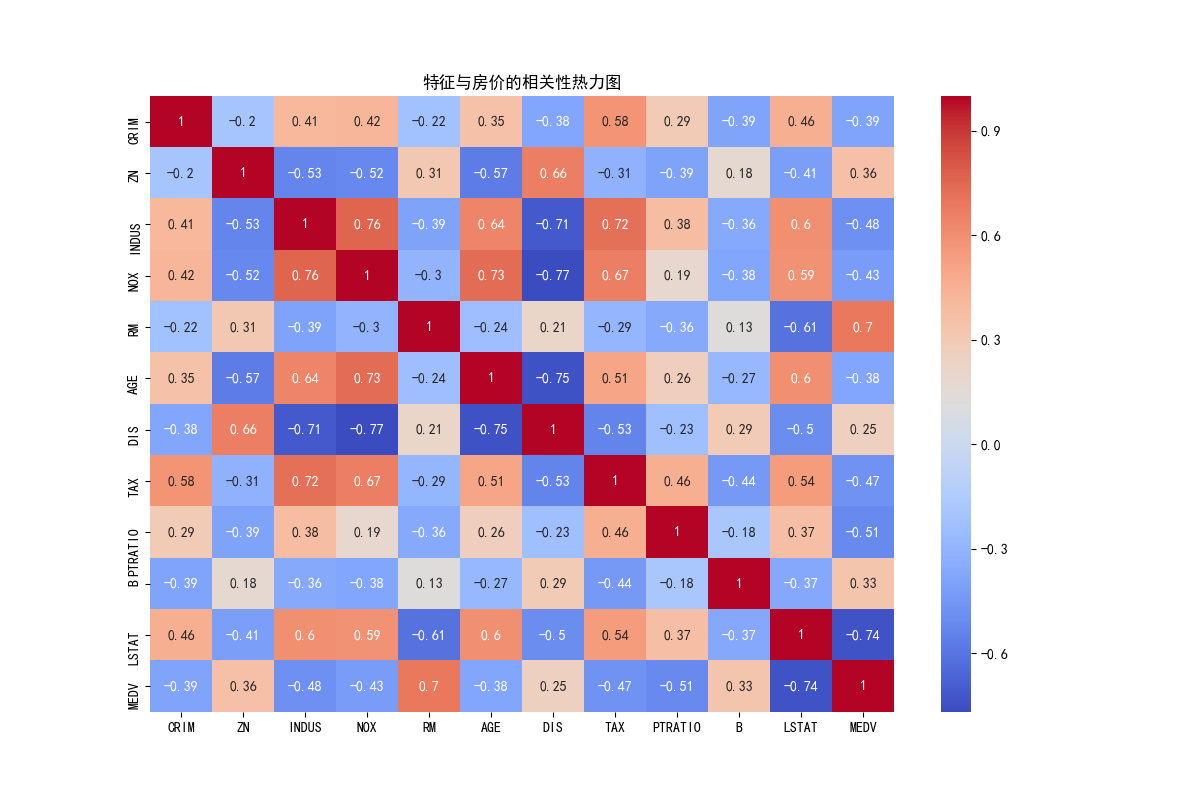 特征与房价的相关性热力图
CRIM 1 -0.2 0.41 0.42 -0.22 0.35 -0.38 0.58 0.29 -0.39 0.46 -0.39
ZN -0.2 1 -0.53 -0.52 0.31 -0.57 0.66 -0.31 -0.39 0.18 -0.41 0.36
INDUS 0.41 -0.53 1 0.76 -0.39 0.64 -0.71 0.72 0.38 -0.36 0.6 -0.48
NOX 0.42 -0.52 0.76 1 -0.3 0.73 -0.77 0.67 0.19 -0.38 0.59 -0.43
RM -0.22 0.31 -0.39 -0.3 1 -0.24 0.21 -0.29 -0.36 0.13 -0.61 0.7
AGE 0.35 -0.57 0.64 0.73 -0.24 1 -0.75 0.51 0.26 -0.27 0.6 -0.38
DIS -0.38 0.66 -0.71 -0.77 0.21 -0.75 1 -0.53 -0.23 0.29 -0.5 0.25
TAX 0.58 -0.31 0.72 0.67 -0.29 0.51 -0.53 1 0.46 -0.44 0.54 -0.47
PTRATIO 0.29 -0.39 0.38 0.19 -0.36 0.26 -0.23 0.46 1 -0.18 0.37 -0.51
B -0.39 0.18 -0.36 -0.38 0.13 -0.27 0.29 -0.44 -0.18 1 -0.37 0.33
LSTAT 0.46 -0.41 0.6 0.59 -0.61 0.6 -0.5 0.54 0.37 -0.37 1 -0.74
MEDV -0.39 0.36 -0.48 -0.43 0.7 -0.38 0.25 -0.47 -0.51 0.33 -0.74 1
CRIM ZN INDUS NOX RM AGE DIS TAX PTRATIO B LSTAT MEDV
0.9
0.6
0.3
0.0
-0.3
-0.6